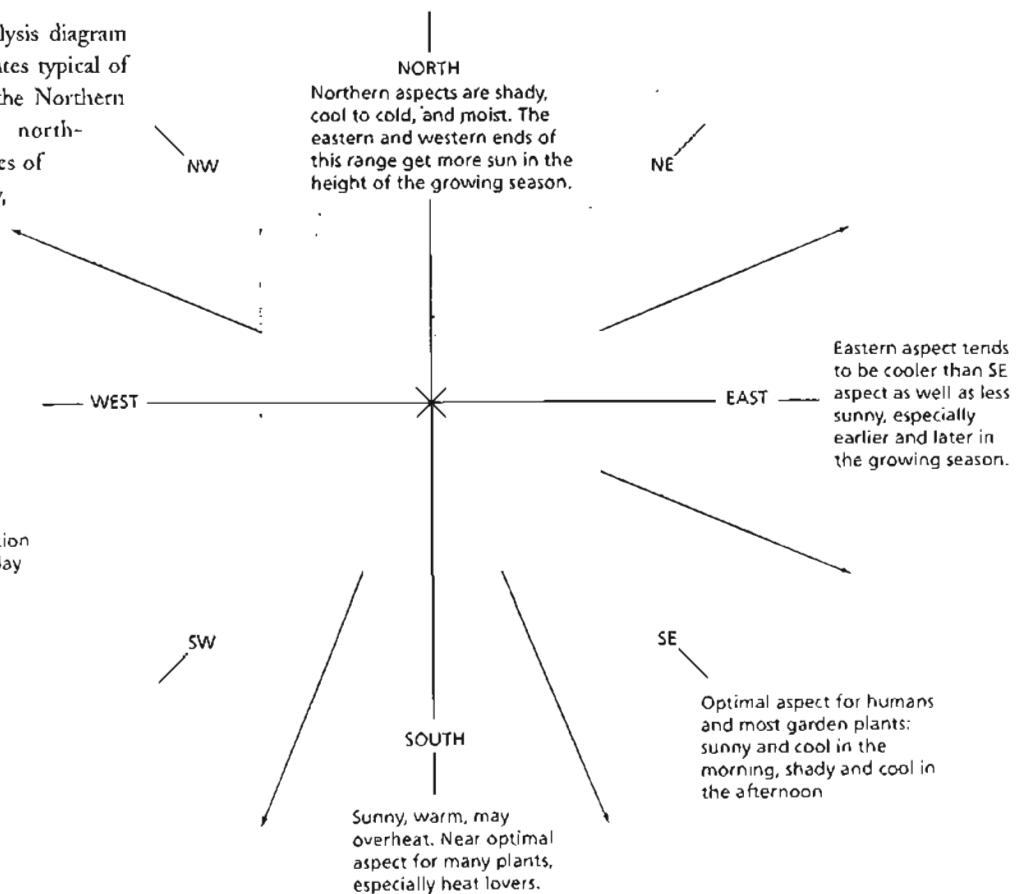 lysis diagram
ates typical of
the Northern
north-
es of
NORTH
Northern aspects are shady,
cool to cold, and moist. The
eastern and western ends of
this range get more sun in the
height of the growing season.
NW
NE
WEST
EAST
Eastern aspect tends
to be cooler than SE
aspect as well as less
sunny, especially
earlier and later in
the growing season.
tion
lay
SW
SE
Optimal aspect for humans
and most garden plants:
sunny and cool in the
morning, shady and cool in
the afternoon
SOUTH
Sunny, warm, may
overheat. Near optimal
aspect for many plants,
especially heat lovers.